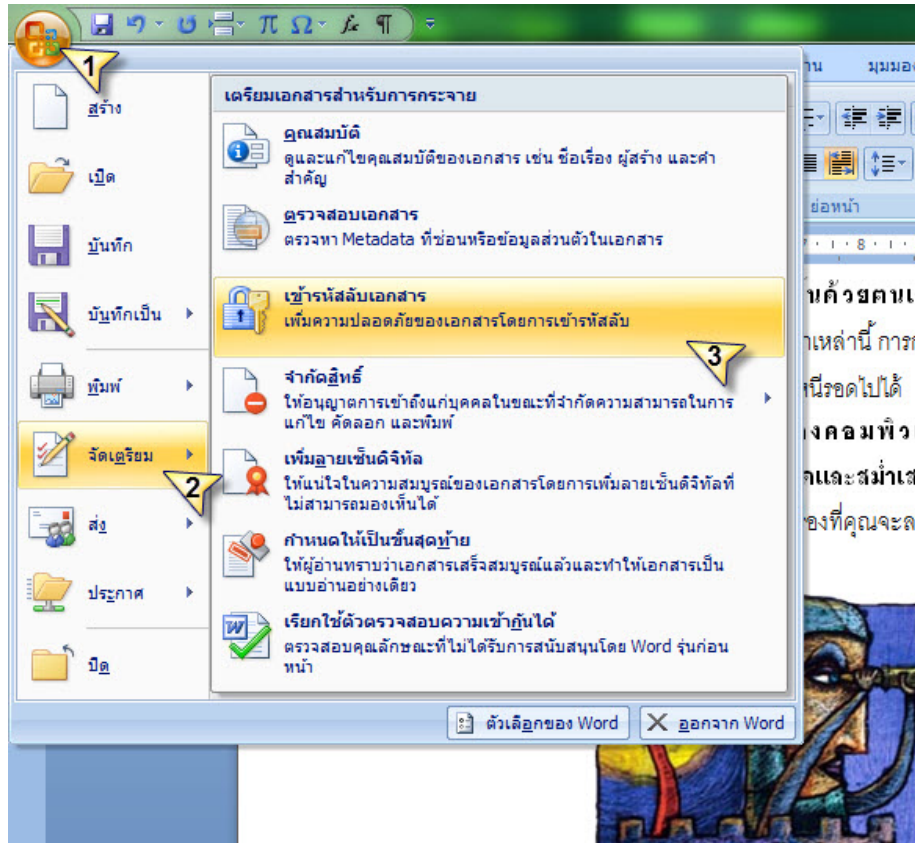 1
สร้าง
เปิด
บันทึก
บันทึกเป็น
พิมพ์
จัดเตรียม
2
ส่ง
ประกาศ
ปิด
เตรียมเอกสารสำหรับการกระจาย
คุณสมบัติ
ดูและแก้ไขคุณสมบัติของเอกสาร เช่น ชื่อเรื่อง ผู้สร้าง และคำ
สำคัญ
ตรวจสอบเอกสาร
ตรวจหา Metadata ที่ซ่อนหรือข้อมูลส่วนตัวในเอกสาร
เข้ารหัสลับเอกสาร
เพิ่มความปลอดภัยของเอกสารโดยการเข้ารหัสลับ
3
จำกัดสิทธิ์
ให้อนุญาตการเข้าถึงแก่บุคคลในขณะที่จำกัดความสามารถในการ
แก้ไข คัดลอก และพิมพ์
เพิ่มลายเซ็นดิจิทัล
ให้แน่ใจในความสมบูรณ์ของเอกสารโดยการเพิ่มลายเซ็นดิจิทัลที่
ไม่สามารถมองเห็นได้
กำหนดให้เป็นขั้นสุดท้าย
ให้ผู้อ่านทราบว่าเอกสารเสร็จสมบูรณ์แล้วและทำให้เอกสารเป็น
แบบอ่านอย่างเดียว
เรียกใช้ตัวตรวจสอบความเข้ากันได้
ตรวจสอบคุณลักษณะที่ไม่ได้รับการสนับสนุนโดย Word รุ่นก่อน
หน้า
ตัวเลือกของ Word
ออกจาก Word
มุมมอง
ย่อหน้า
8
นด้วยตนเ
าเหล่านี้ การก
หนีรอดไปได้
งคอมพิว
และสม่ำเส
องที่คุณจะล